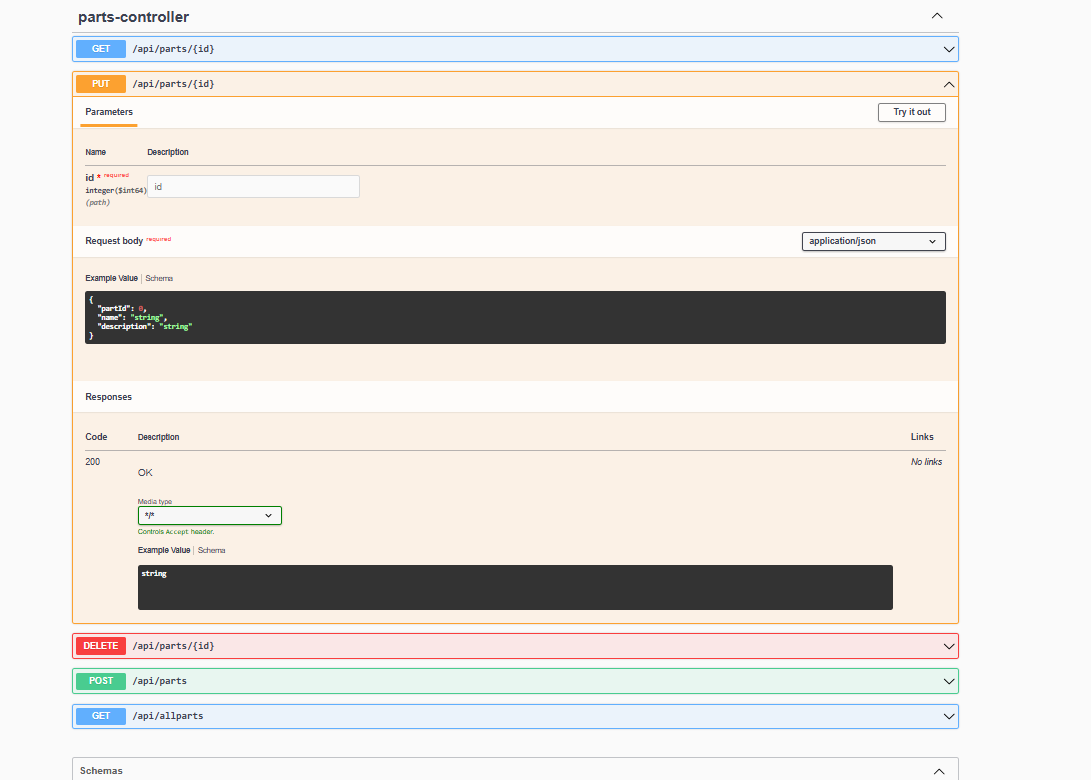 parts-controller
GET /api/parts/{id}
PUT /api/parts/{id}
Parameters Try it out
Name Description
id * required
integer($int64)
(path)
id
Request body required application/json
Example Value | Schema
{
  "partId": 0,
  "name": "string",
  "description": "string"
}
Responses
Code Description Links
200 No links
OK
Media type
*/*
Controls Accept header.
Example Value | Schema
string
DELETE /api/parts/{id}
POST /api/parts
GET /api/allparts
Schemas